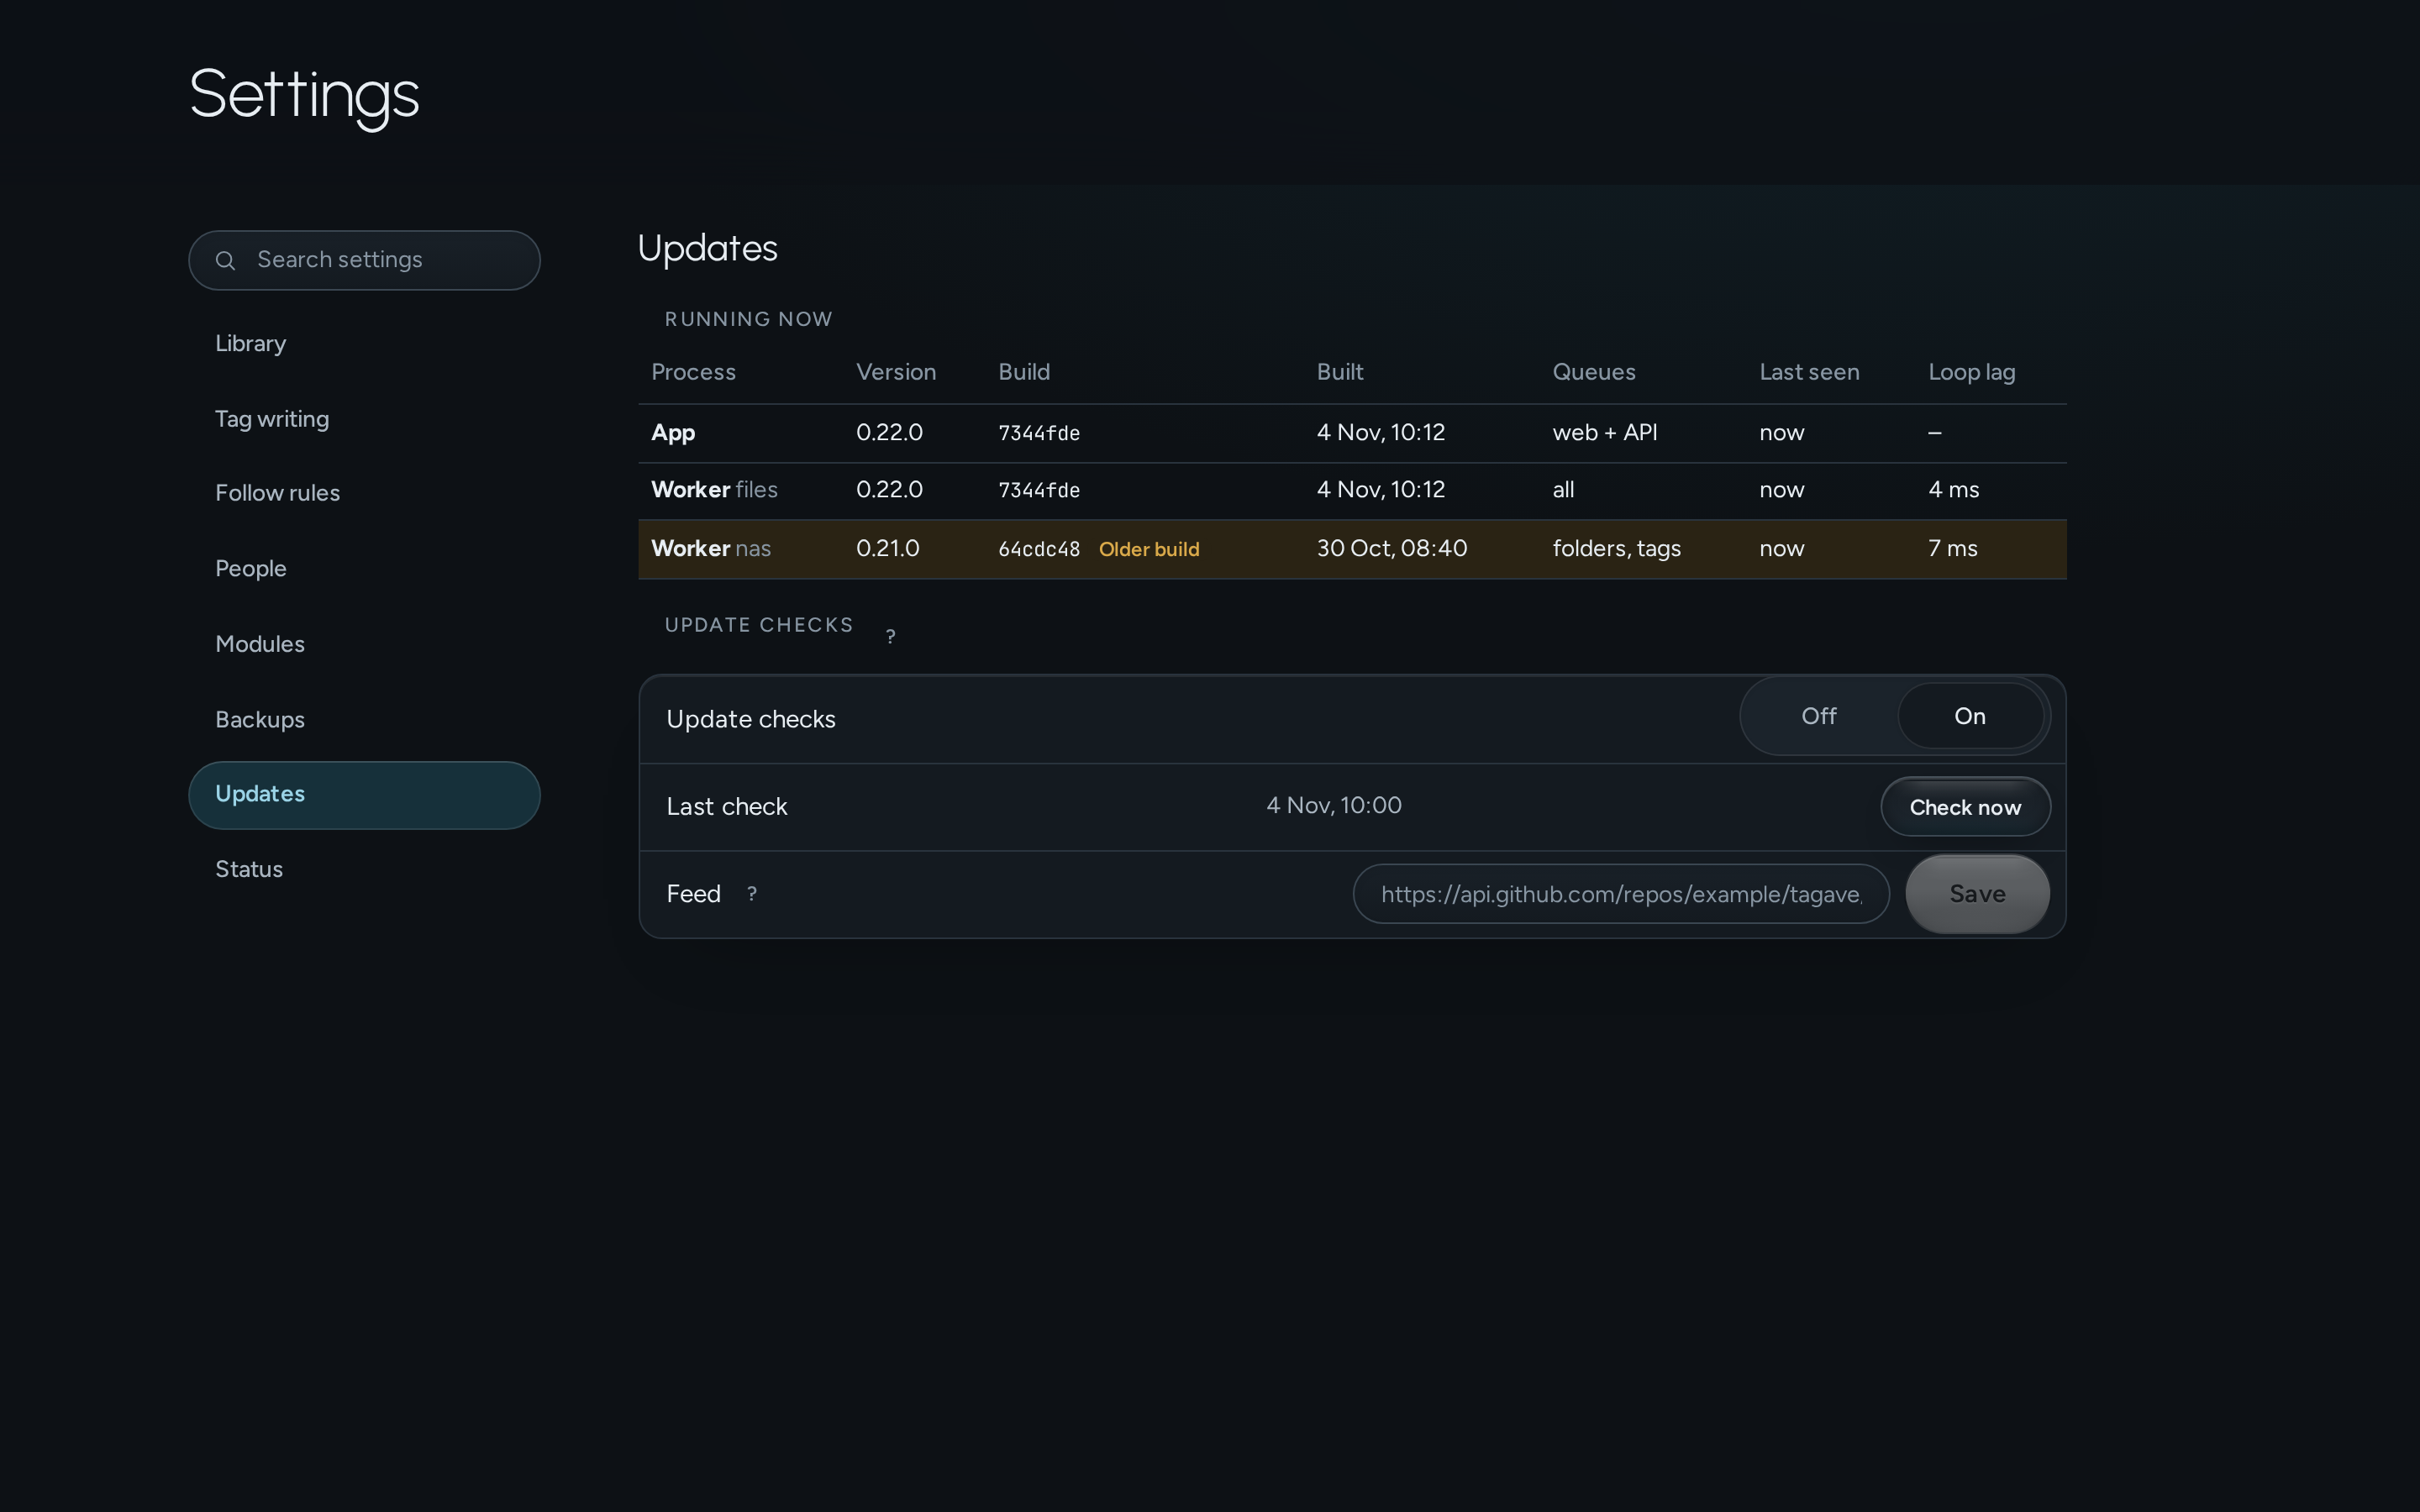 Settings
Search settings
Library
Tag writing
Follow rules
People
Modules
Backups
Updates
Status
Updates
RUNNING NOW
Process Version Build Built Queues Last seen Loop lag
App 0.22.0 7344fde 4 Nov, 10:12 web + API now –
Worker files 0.22.0 7344fde 4 Nov, 10:12 all now 4 ms
Worker nas 0.21.0 64cdc48 Older build 30 Oct, 08:40 folders, tags now 7 ms
UPDATE CHECKS ?
Update checks Off On
Last check 4 Nov, 10:00 Check now
Feed ? https://api.github.com/repos/example/tagave Save